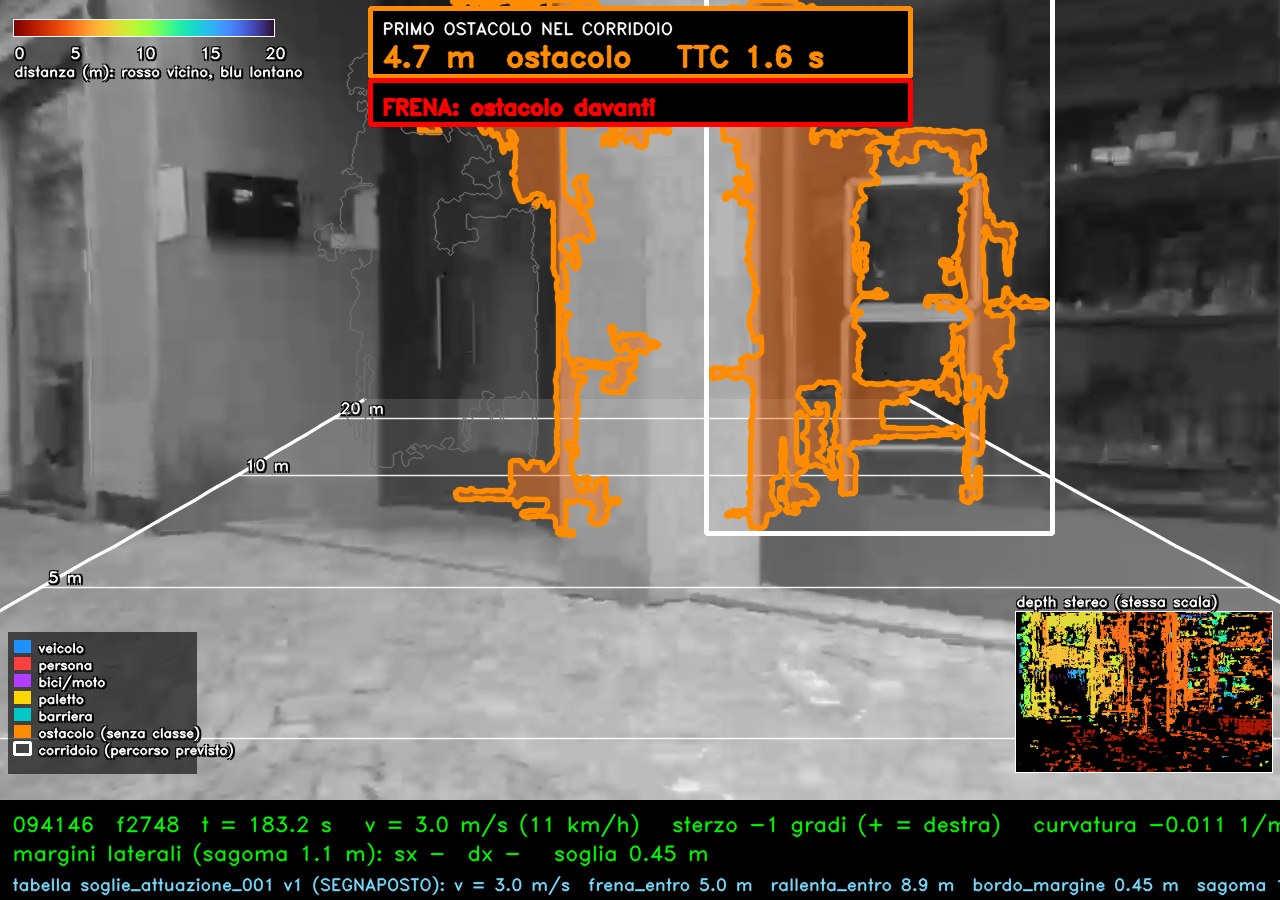 0 5 10 15 20
distanza (m): rosso vicino, blu lontano
PRIMO OSTACOLO NEL CORRIDOIO
4.7 m ostacolo TTC 1.6 s
FRENA: ostacolo davanti
20 m
10 m
5 m
depth stereo (stessa scala)
veicolo
persona
bici/moto
paletto
barriera
ostacolo (senza classe)
corridoio (percorso previsto)
094146 f2748 t = 183.2 s v = 3.0 m/s (11 km/h) sterzo -1 gradi (+ = destra) curvatura -0.011 1/m
margini laterali (sagoma 1.1 m): sx - dx - soglia 0.45 m
tabella soglie_attuazione_001 v1 (SEGNAPOSTO): v = 3.0 m/s frena_entro 5.0 m rallenta_entro 8.9 m bordo_margine 0.45 m sagoma